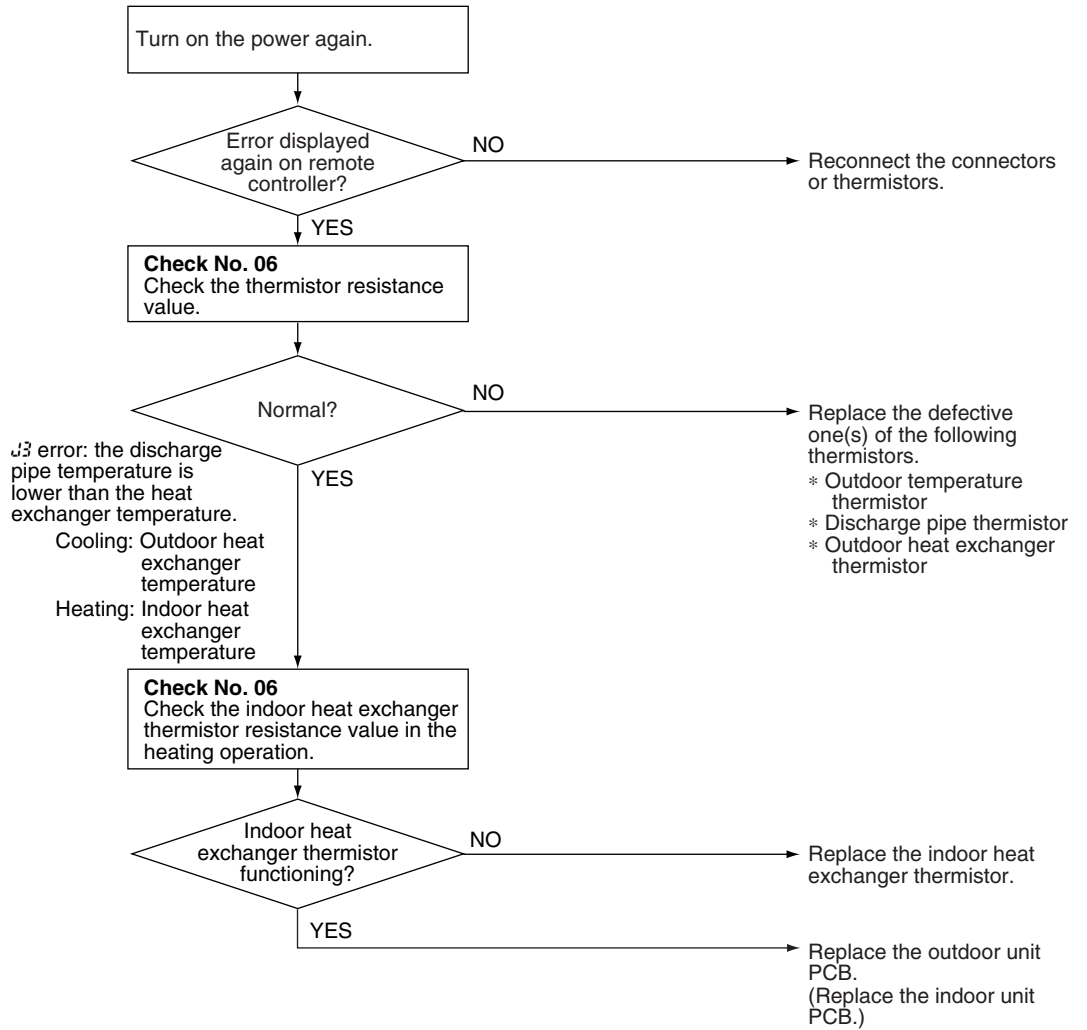 Turn on the power again.
Error displayed
again on remote
controller?
NO
Reconnect the connectors
or thermistors.
YES
Check No. 06
Check the thermistor resistance
value.
Normal?
NO
Replace the defective
one(s) of the following
thermistors.
* Outdoor temperature
thermistor
* Discharge pipe thermistor
* Outdoor heat exchanger
thermistor
YES
J3 error: the discharge
pipe temperature is
lower than the heat
exchanger temperature.
Cooling: Outdoor heat
exchanger
temperature
Heating: Indoor heat
exchanger
temperature
Check No. 06
Check the indoor heat exchanger
thermistor resistance value in the
heating operation.
Indoor heat
exchanger thermistor
functioning?
NO
Replace the indoor heat
exchanger thermistor.
YES
Replace the outdoor unit
PCB.
(Replace the indoor unit
PCB.)